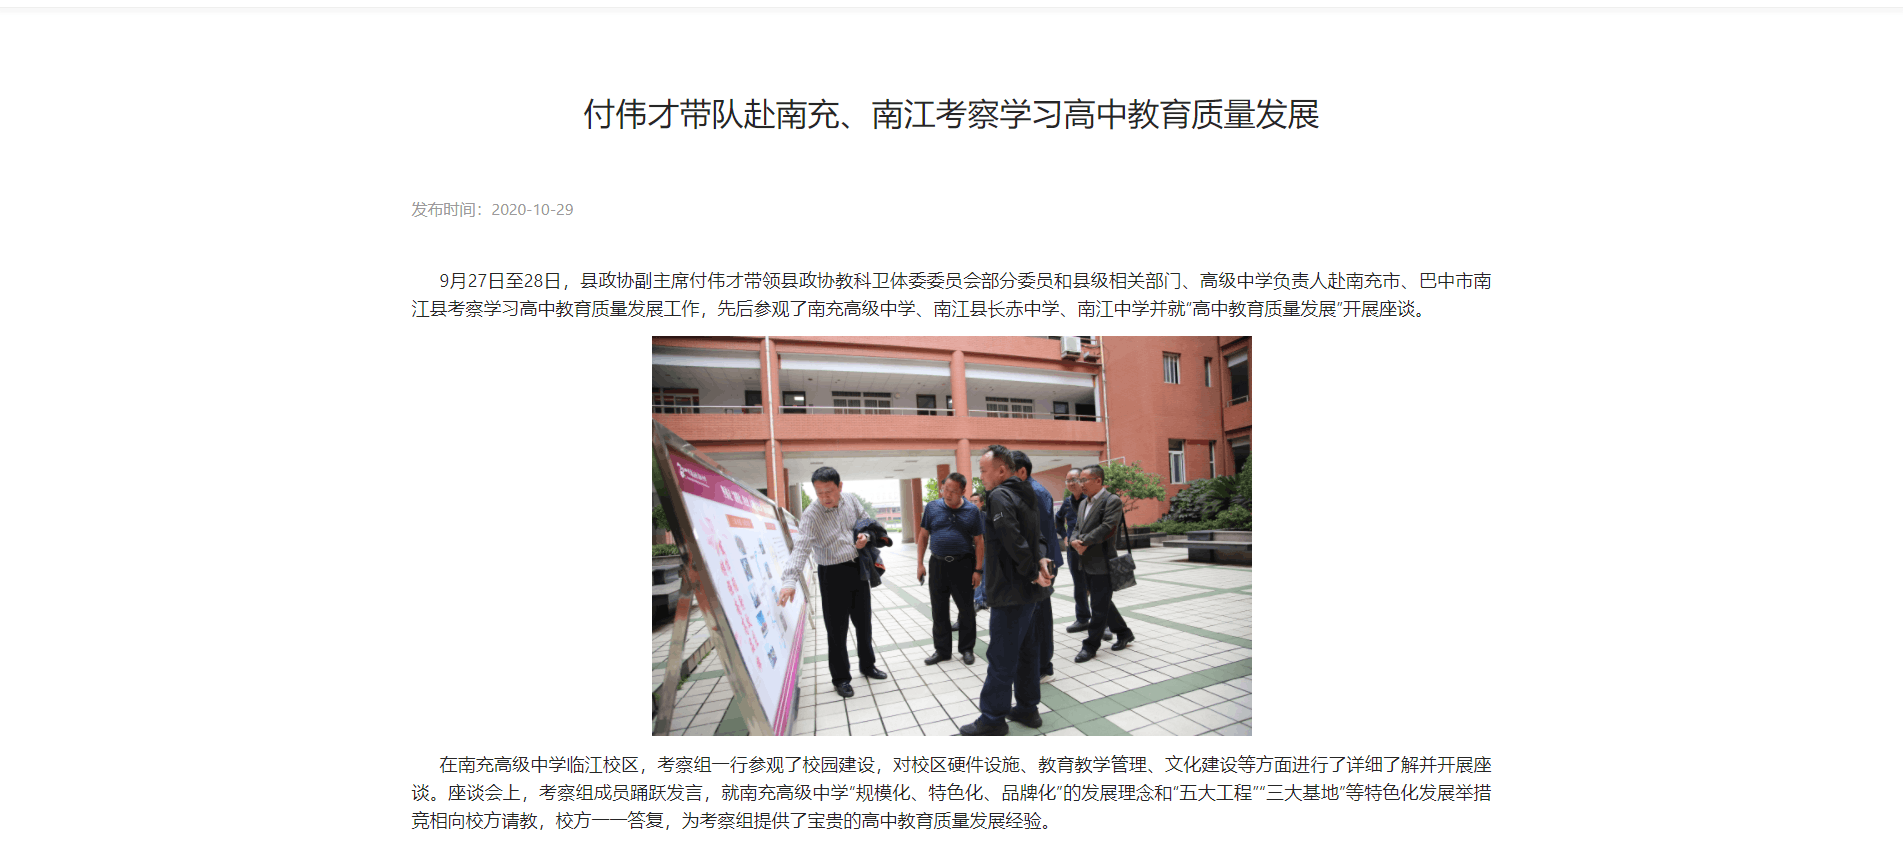 付伟才带队赴南充、南江考察学习高中教育质量发展
发布时间：2020-10-29
9月27日至28日，县政协副主席付伟才带领县政协教科卫体委委员会部分委员和县级相关部门、高级中学负责人赴南充市、巴中市南
江县考察学习高中教育质量发展工作，先后参观了南充高级中学、南江县长赤中学、南江中学并就“高中教育质量发展”开展座谈。
在南充高级中学临江校区，考察组一行参观了校园建设，对校区硬件设施、教育教学管理、文化建设等方面进行了详细了解并开展座
谈。座谈会上，考察组成员踊跃发言，就南充高级中学“规模化、特色化、品牌化”的发展理念和“五大工程”“三大基地”等特色化发展举措
竞相向校方请教，校方一一答复，为考察组提供了宝贵的高中教育质量发展经验。